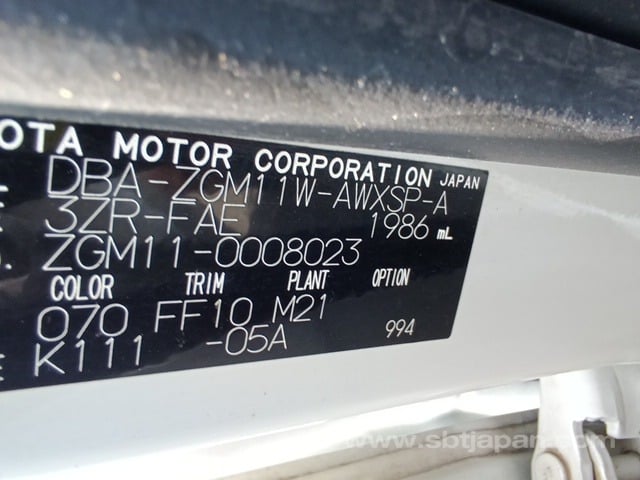 OTA MOTOR CORPORATION JAPAN
DBA-ZGM11W-AWXSP-A
3ZR-FAE 1986 mL
ZGM11-0008023
COLOR TRIM PLANT OPTION
070 FF10 M21
K111 -05A 994
www.sbtjapan.com